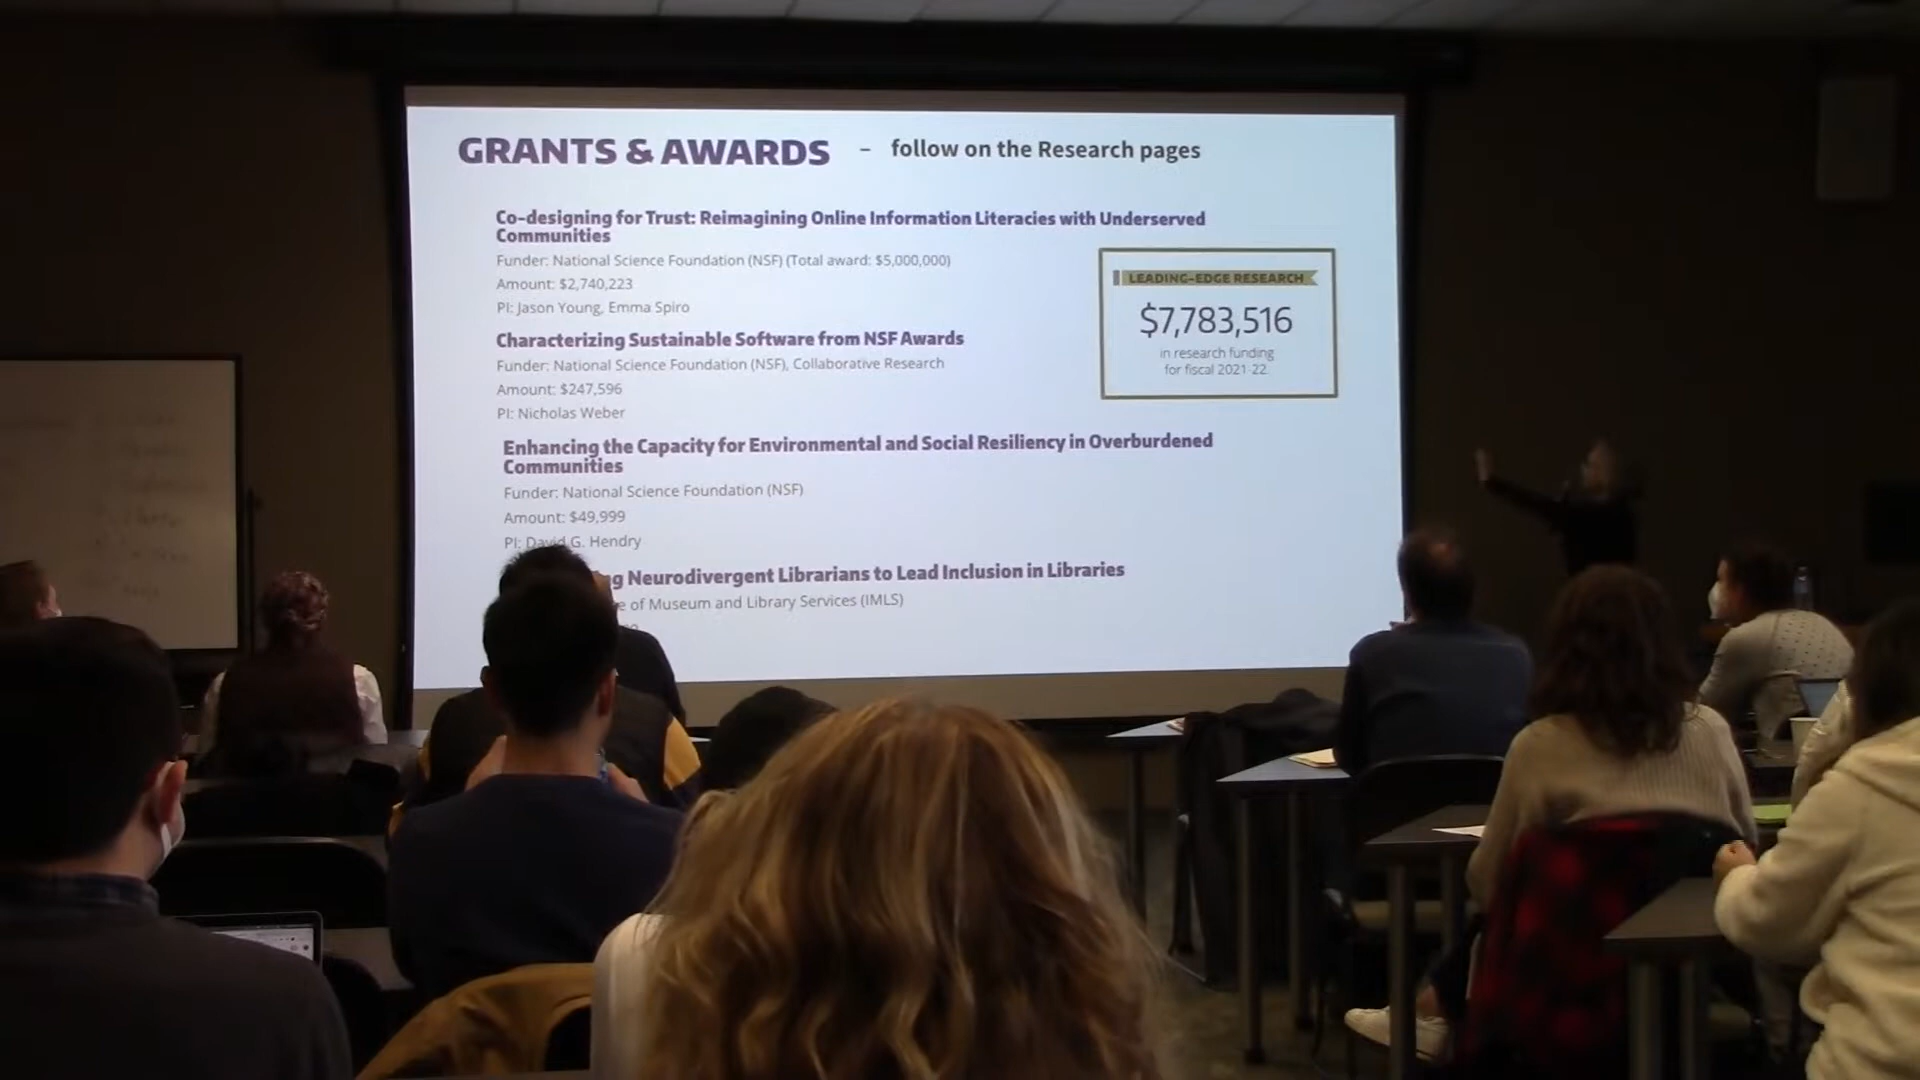 GRANTS & AWARDS – follow on the Research pages
Co-designing for Trust: Reimagining Online Information Literacies with Underserved
Communities
Funder: National Science Foundation (NSF) (Total award: $5,000,000)
Amount: $2,740,223
PI: Jason Young, Emma Spiro
Characterizing Sustainable Software from NSF Awards
Funder: National Science Foundation (NSF), Collaborative Research
Amount: $247,596
PI: Nicholas Weber
Enhancing the Capacity for Environmental and Social Resiliency in Overburdened
Communities
Funder: National Science Foundation (NSF)
Amount: $49,999
PI: David G. Hendry
Neurodivergent Librarians to Lead Inclusion in Libraries
of Museum and Library Services (IMLS)
LEADING-EDGE RESEARCH
$7,783,516
in research funding
for fiscal 2021-22